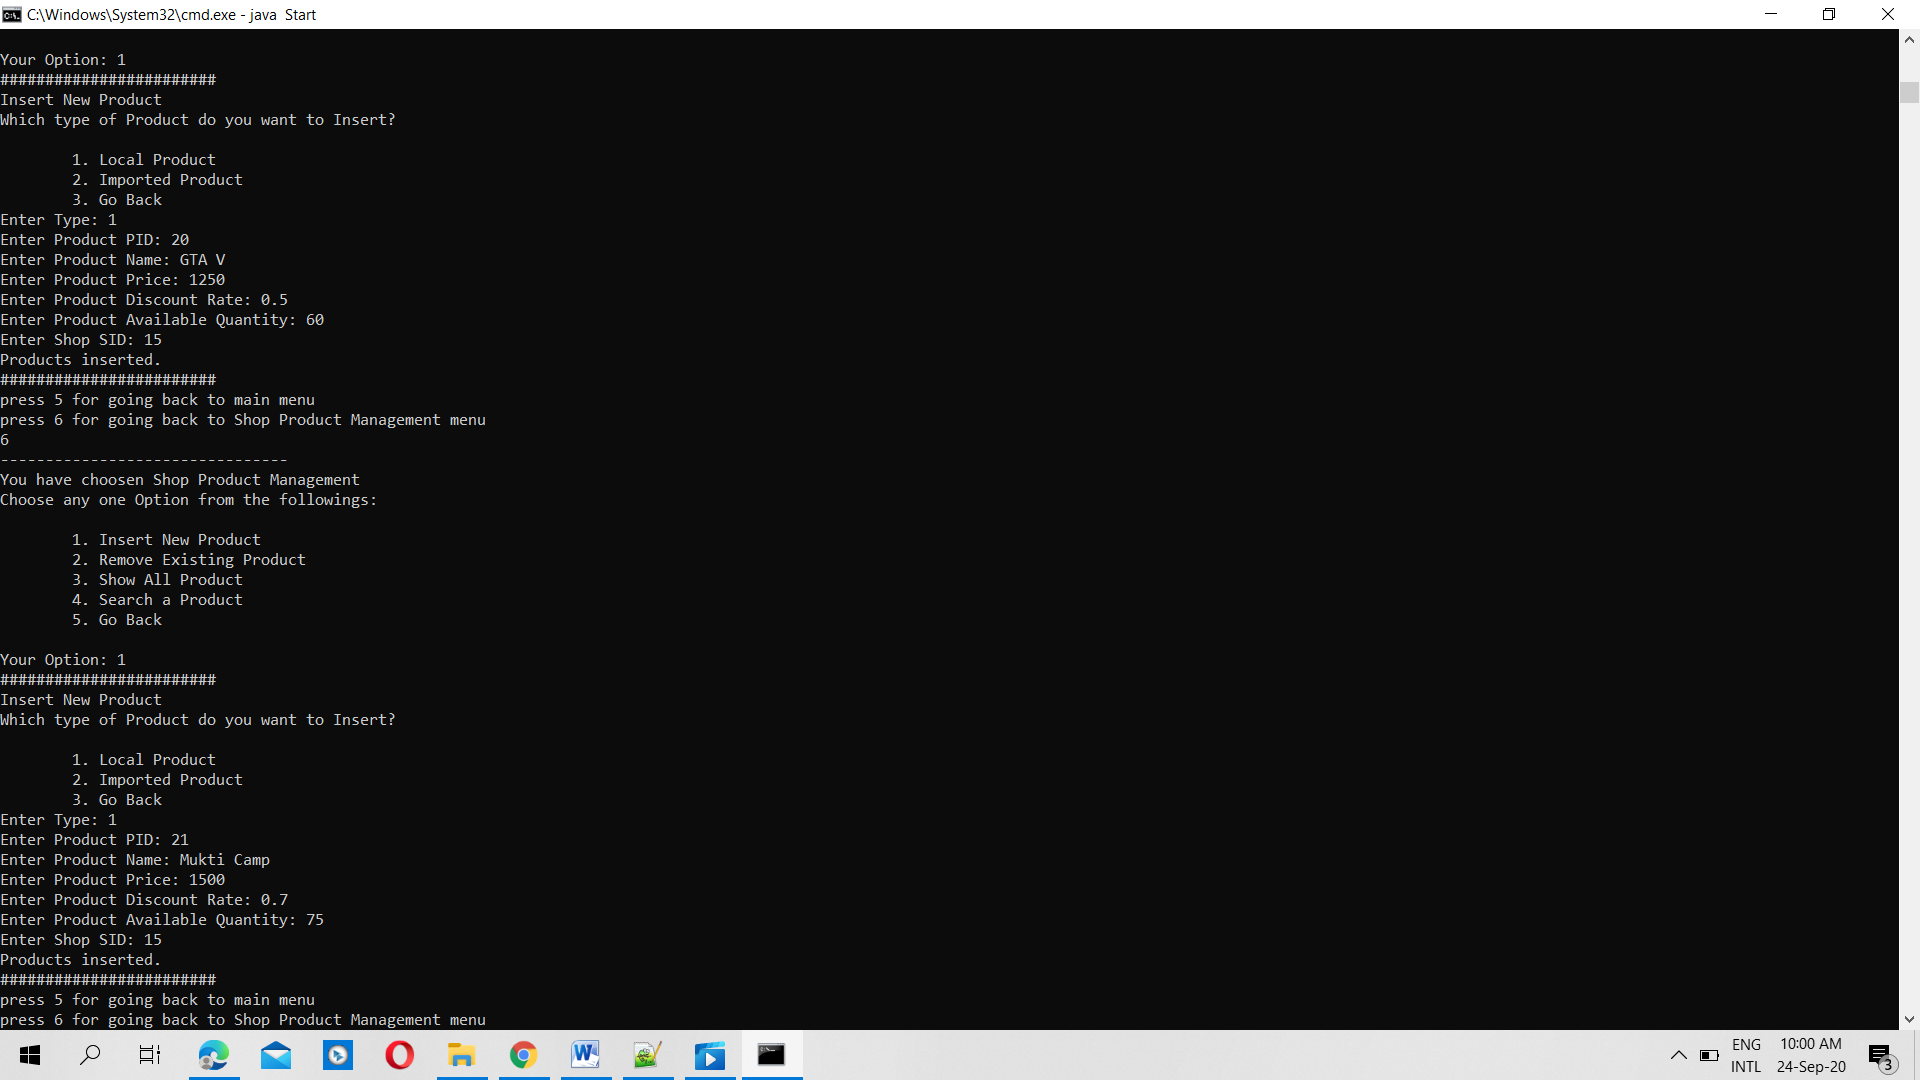 C:\Windows\System32\cmd.exe - java  Start
Your Option: 1
########################
Insert New Product
Which type of Product do you want to Insert?
1. Local Product
2. Imported Product
3. Go Back
Enter Type: 1
Enter Product PID: 20
Enter Product Name: GTA V
Enter Product Price: 1250
Enter Product Discount Rate: 0.5
Enter Product Available Quantity: 60
Enter Shop SID: 15
Products inserted.
########################
press 5 for going back to main menu
press 6 for going back to Shop Product Management menu
6
--------------------------------
You have choosen Shop Product Management
Choose any one Option from the followings:
1. Insert New Product
2. Remove Existing Product
3. Show All Product
4. Search a Product
5. Go Back
Your Option: 1
########################
Insert New Product
Which type of Product do you want to Insert?
1. Local Product
2. Imported Product
3. Go Back
Enter Type: 1
Enter Product PID: 21
Enter Product Name: Mukti Camp
Enter Product Price: 1500
Enter Product Discount Rate: 0.7
Enter Product Available Quantity: 75
Enter Shop SID: 15
Products inserted.
########################
press 5 for going back to main menu
press 6 for going back to Shop Product Management menu
ENG
INTL
10:00 AM
24-Sep-20
3